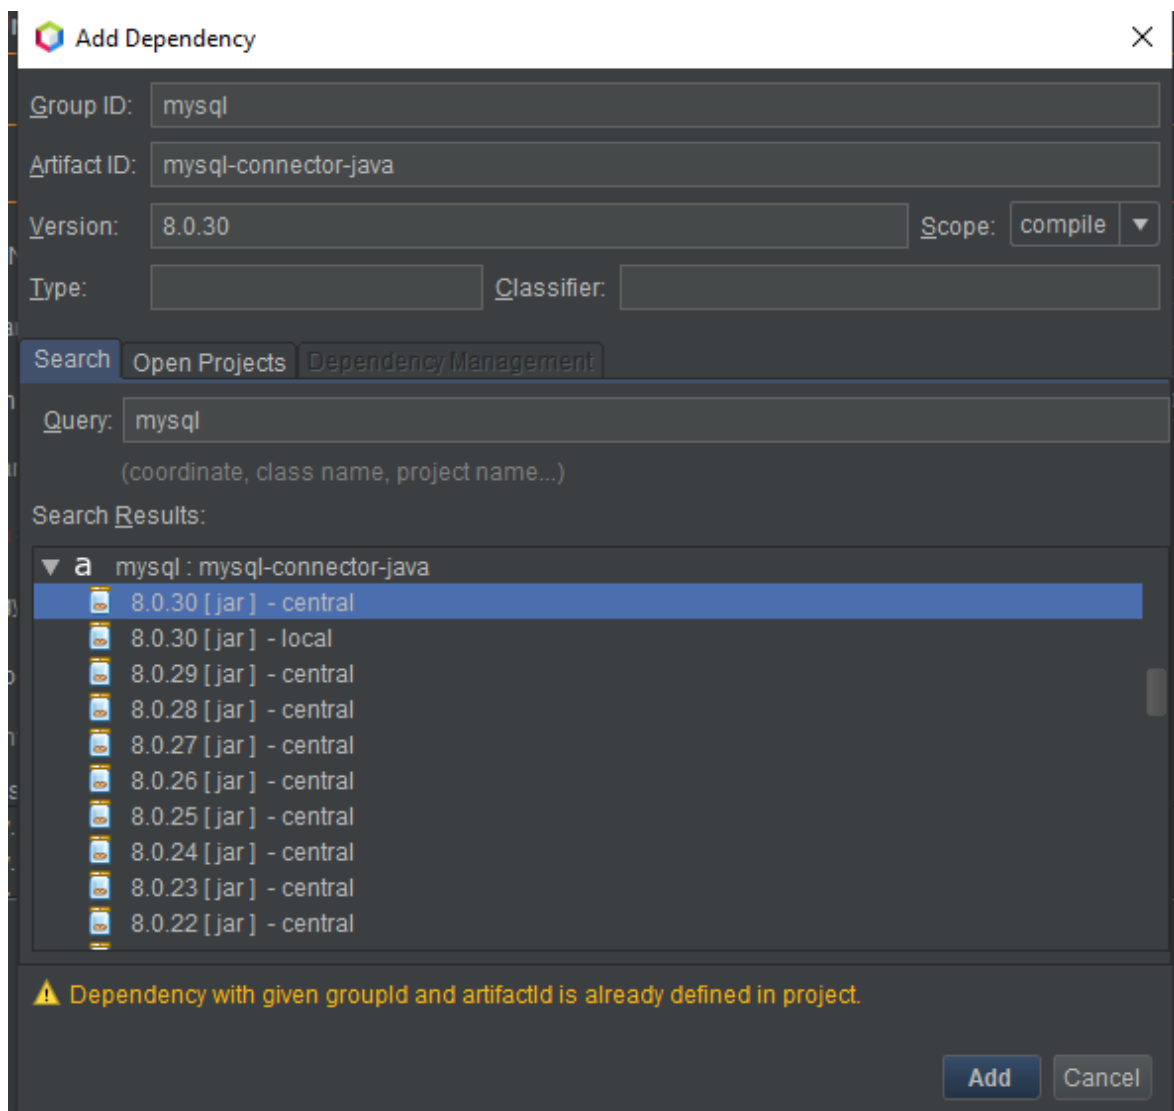 Add Dependency
Group ID: mysql
Artifact ID: mysql-connector-java
Version: 8.0.30 Scope: compile
Type: Classifier:
Search Open Projects Dependency Management
Query: mysql
(coordinate, class name, project name...)
Search Results:
a mysql : mysql-connector-java
8.0.30 [ jar ] - central
8.0.30 [ jar ] - local
8.0.29 [ jar ] - central
8.0.28 [ jar ] - central
8.0.27 [ jar ] - central
8.0.26 [ jar ] - central
8.0.25 [ jar ] - central
8.0.24 [ jar ] - central
8.0.23 [ jar ] - central
8.0.22 [ jar ] - central
Dependency with given groupId and artifactId is already defined in project.
Add Cancel